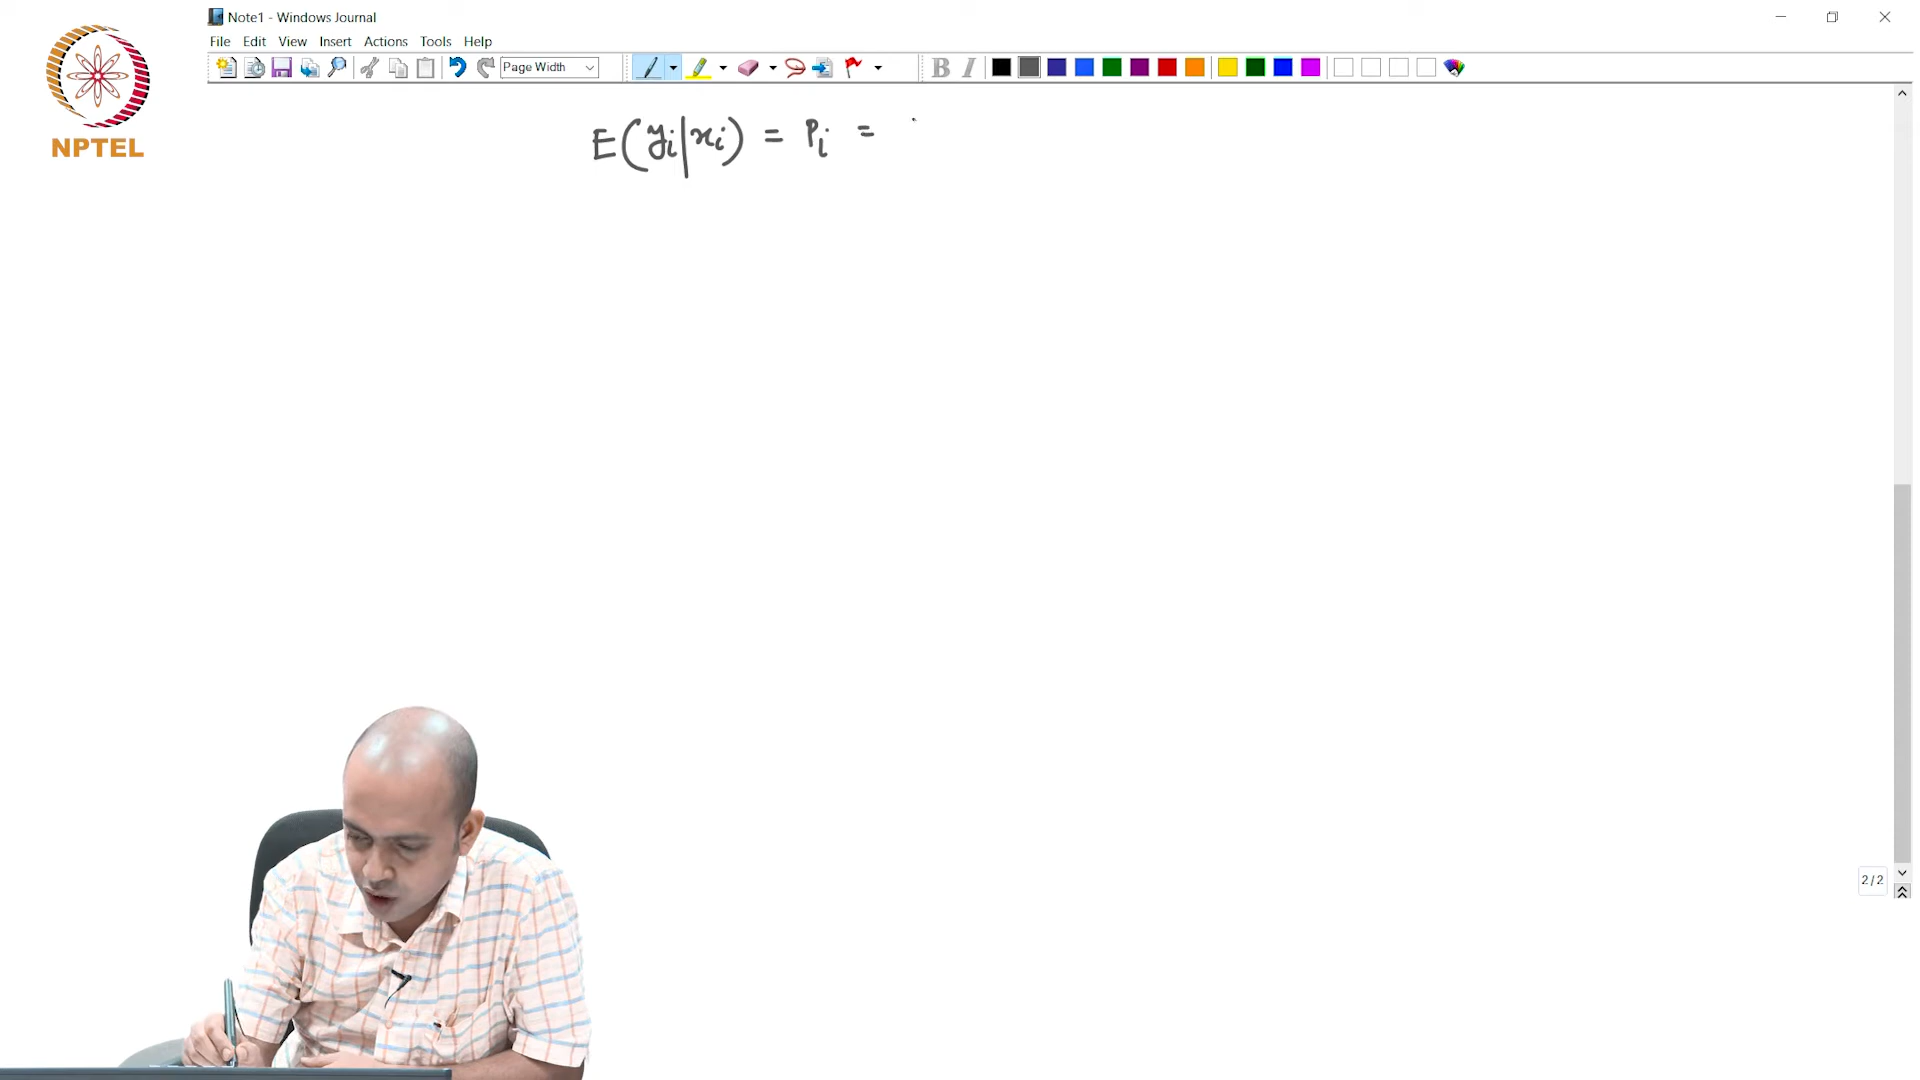 Note1 - Windows Journal
File Edit View Insert Actions Tools Help
Page Width
B I
NPTEL
E(yi|xi) = Pi =
2/2